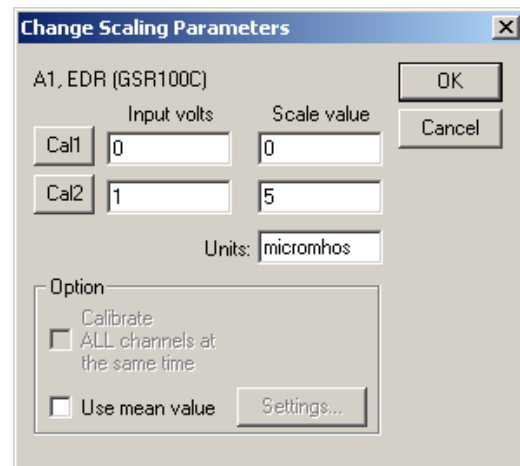 Change Scaling Parameters
A1, EDR (GSR100C)
OK
Input volts Scale value
Cancel
Cal1 0 0
Cal2 1 5
Units: micromhos
Option
Calibrate
ALL channels at
the same time
Use mean value Settings...